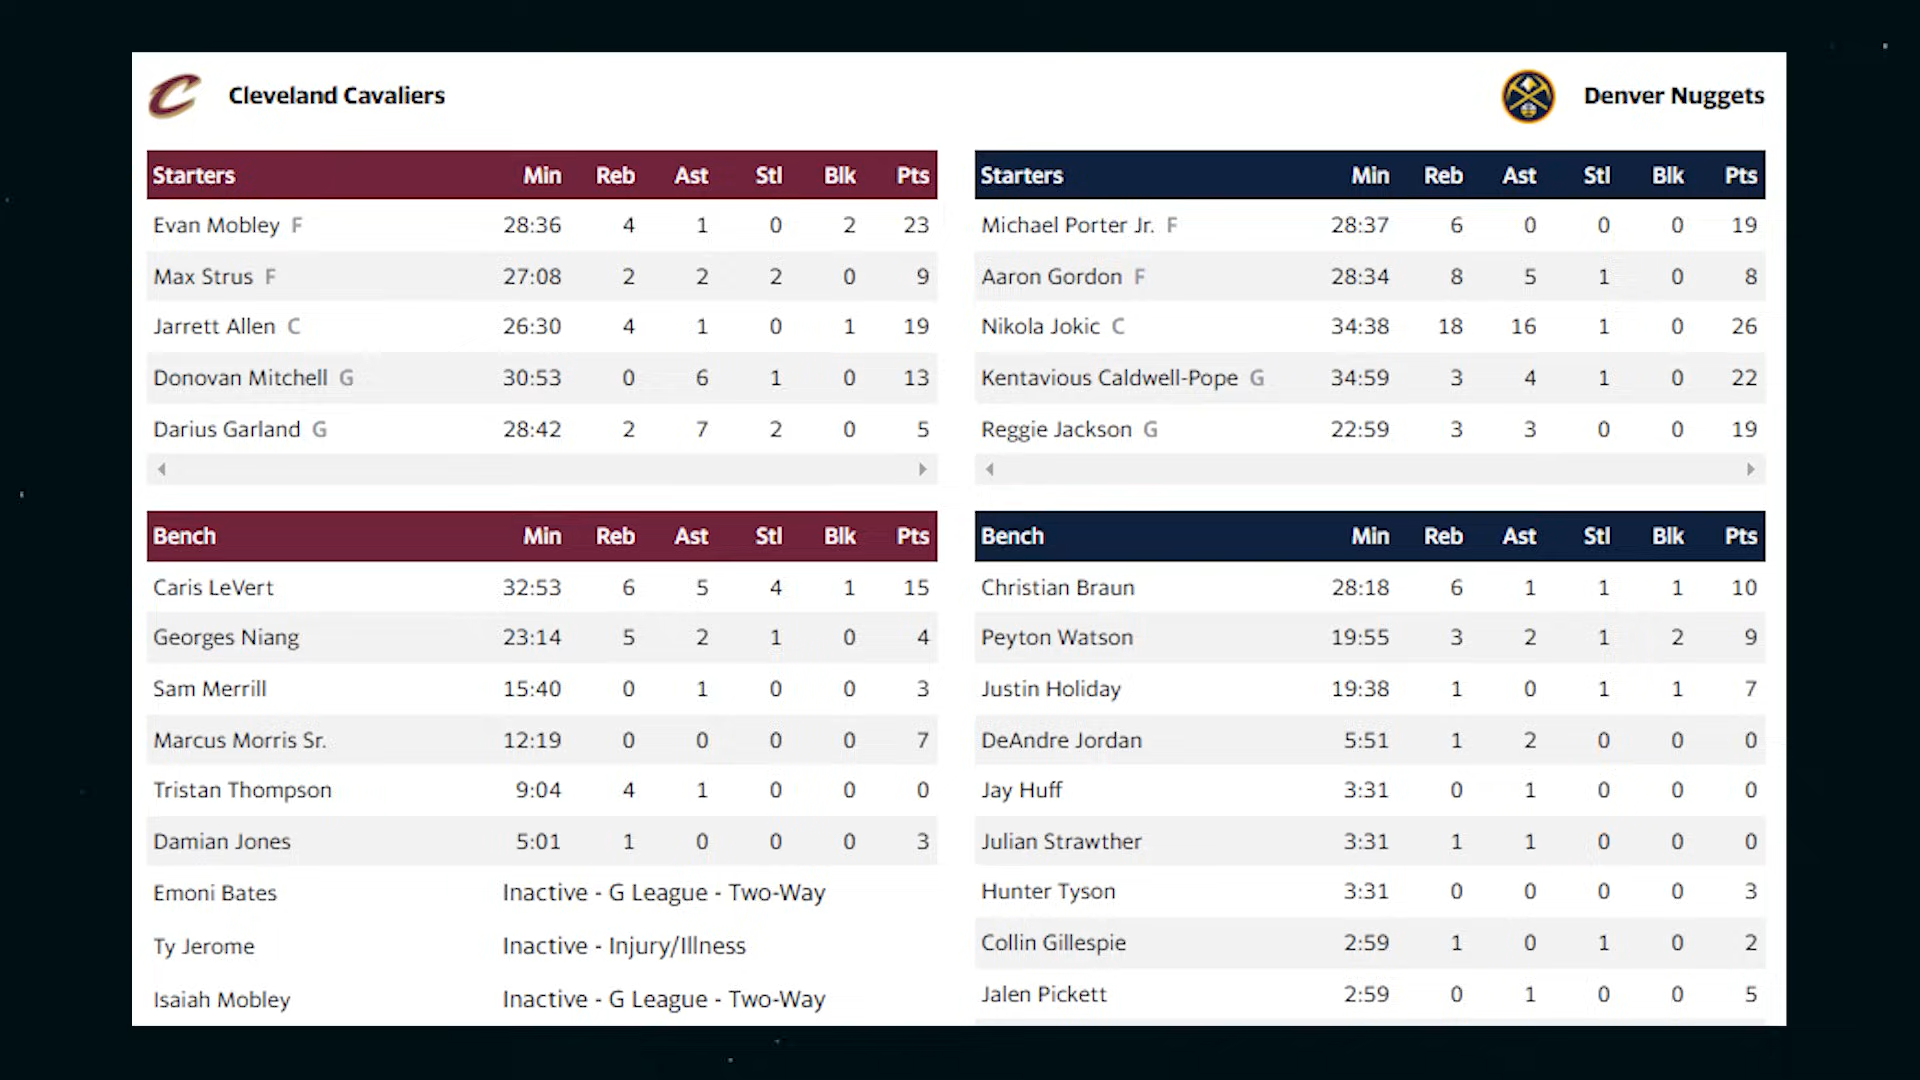 Cleveland Cavaliers
Denver Nuggets
Starters Min Reb Ast Stl Blk Pts
Evan Mobley F 28:36 4 1 0 2 23
Max Strus F 27:08 2 2 2 0 9
Jarrett Allen C 26:30 4 1 0 1 19
Donovan Mitchell G 30:53 0 6 1 0 13
Darius Garland G 28:42 2 7 2 0 5
Bench Min Reb Ast Stl Blk Pts
Caris LeVert 32:53 6 5 4 1 15
Georges Niang 23:14 5 2 1 0 4
Sam Merrill 15:40 0 1 0 0 3
Marcus Morris Sr. 12:19 0 0 0 0 7
Tristan Thompson 9:04 4 1 0 0 0
Damian Jones 5:01 1 0 0 0 3
Emoni Bates Inactive - G League - Two-Way
Ty Jerome Inactive - Injury/Illness
Isaiah Mobley Inactive - G League - Two-Way
Starters Min Reb Ast Stl Blk Pts
Michael Porter Jr. F 28:37 6 0 0 0 19
Aaron Gordon F 28:34 8 5 1 0 8
Nikola Jokic C 34:38 18 16 1 0 26
Kentavious Caldwell-Pope G 34:59 3 4 1 0 22
Reggie Jackson G 22:59 3 3 0 0 19
Bench Min Reb Ast Stl Blk Pts
Christian Braun 28:18 6 1 1 1 10
Peyton Watson 19:55 3 2 1 2 9
Justin Holiday 19:38 1 0 1 1 7
DeAndre Jordan 5:51 1 2 0 0 0
Jay Huff 3:31 0 1 0 0 0
Julian Strawther 3:31 1 1 0 0 0
Hunter Tyson 3:31 0 0 0 0 3
Collin Gillespie 2:59 1 0 1 0 2
Jalen Pickett 2:59 0 1 0 0 5